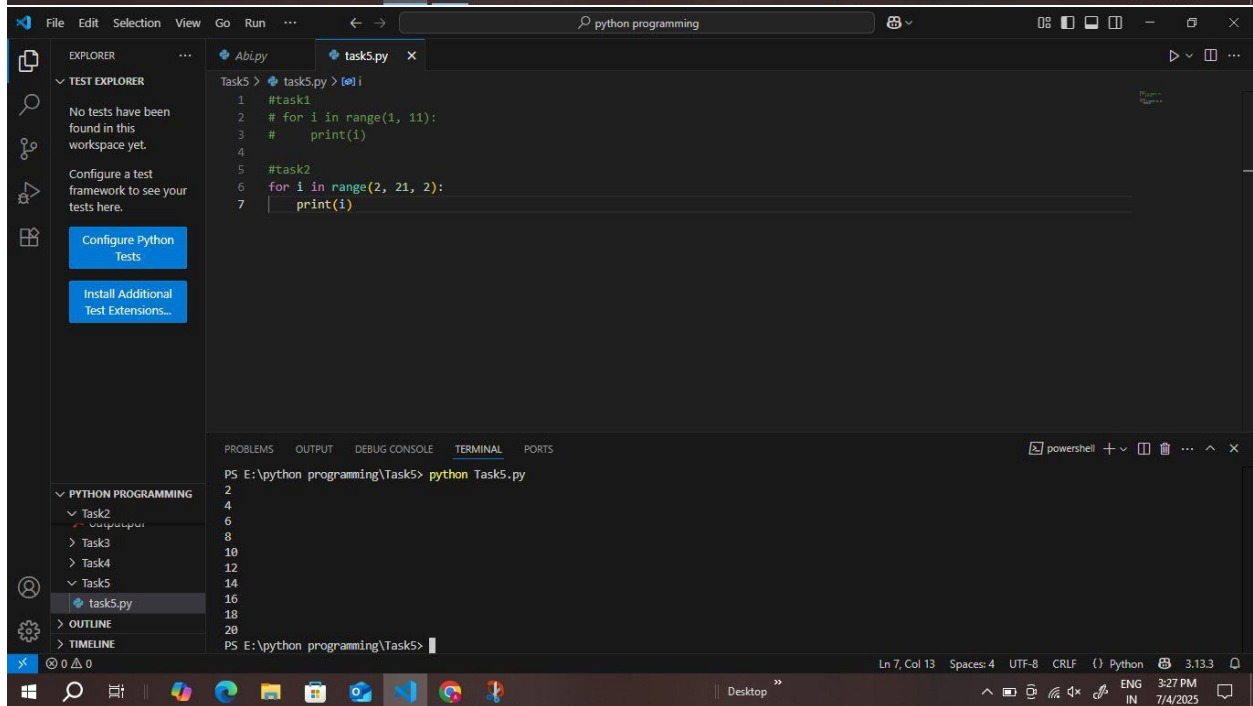 File Edit Selection View Go Run ··· ← → python programming
EXPLORER ···
TEST EXPLORER
No tests have been
found in this
workspace yet.
Configure a test
framework to see your
tests here.
Configure Python
Tests
Install Additional
Test Extensions...
PYTHON PROGRAMMING
Task2
Task3
Task4
Task5
task5.py
OUTLINE
TIMELINE
Abi.py task5.py ×
Task5 > task5.py > i
1 #task1
2 # for i in range(1, 11):
3 #     print(i)
4
5 #task2
6 for i in range(2, 21, 2):
7     print(i)
PROBLEMS OUTPUT DEBUG CONSOLE TERMINAL PORTS powershell
PS E:\python programming\Task5> python Task5.py
2
4
6
8
10
12
14
16
18
20
PS E:\python programming\Task5>
0 0 Ln 7, Col 13 Spaces: 4 UTF-8 CRLF {} Python 3.13.3
Desktop » ENG 3:27 PM
IN 7/4/2025